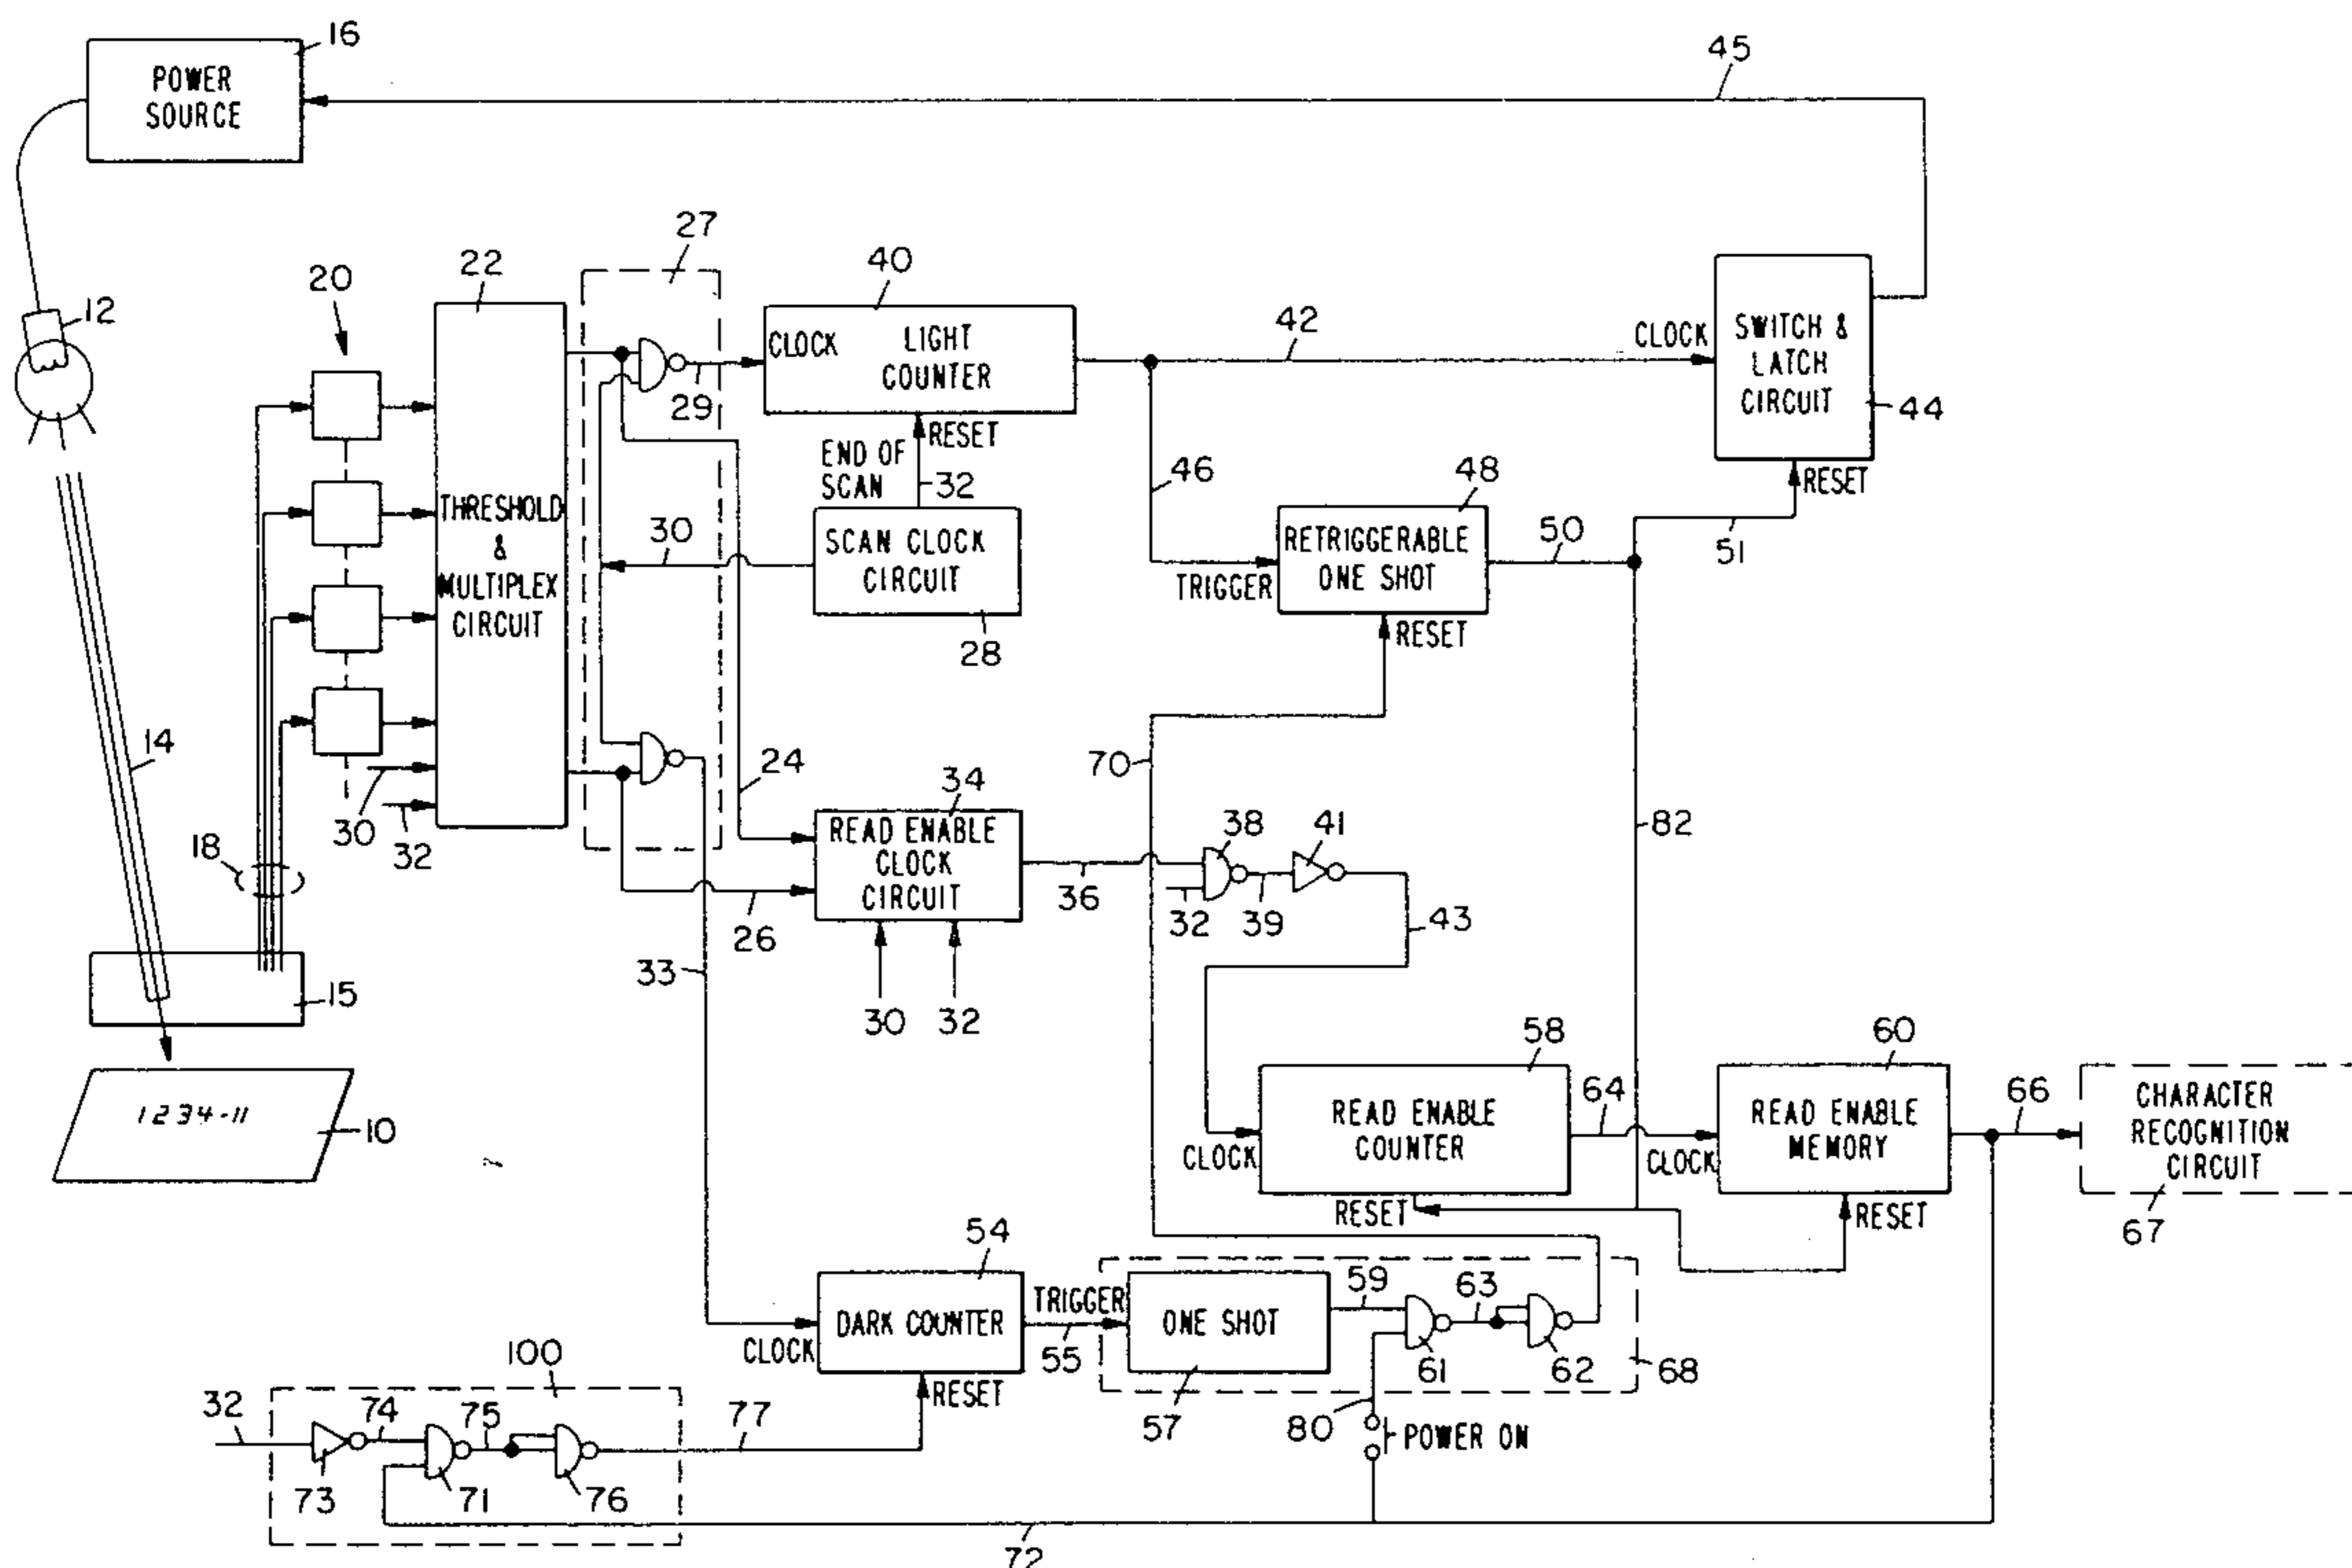 16
POWER
SOURCE
45
12
20
22
27
40
CLOCK
LIGHT
COUNTER
29
42
CLOCK
SWITCH &
LATCH
CIRCUIT
44
RESET
END OF
SCAN
32
RESET
46
48
RETRIGGERABLE
ONE SHOT
TRIGGER
RESET
50
51
THRESHOLD
&
MULTIPLEX
CIRCUIT
30
SCAN CLOCK
CIRCUIT
28
14
30
32
24
70
82
18
34
READ ENABLE
CLOCK
CIRCUIT
26
30
32
36
38
32
39
41
43
33
15
1234-11
10
58
READ ENABLE
COUNTER
CLOCK
RESET
64
60
READ ENABLE
MEMORY
CLOCK
RESET
66
CHARACTER
RECOGNITION
CIRCUIT
67
54
DARK COUNTER
CLOCK
RESET
TRIGGER
55
ONE SHOT
57
59
61
63
62
68
80
POWER ON
100
32
74
73
75
71
76
77
72